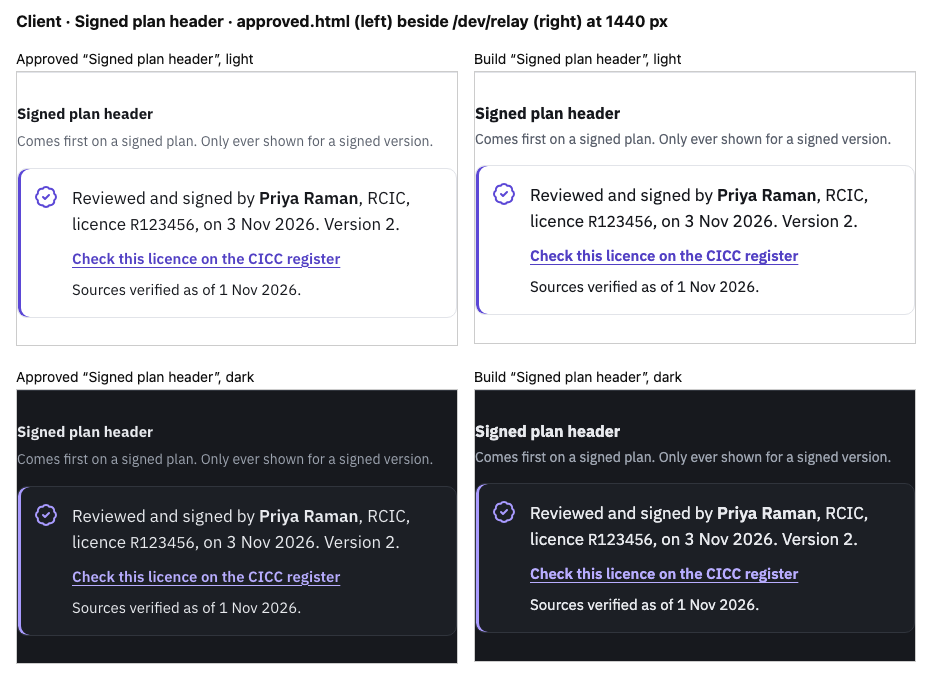 Client · Signed plan header · approved.html (left) beside /dev/relay (right) at 1440 px
Approved “Signed plan header”, light
Signed plan header
Comes first on a signed plan. Only ever shown for a signed version.
Reviewed and signed by Priya Raman, RCIC,
licence R123456, on 3 Nov 2026. Version 2.
Check this licence on the CICC register
Sources verified as of 1 Nov 2026.
Build “Signed plan header”, light
Signed plan header
Comes first on a signed plan. Only ever shown for a signed version.
Reviewed and signed by Priya Raman, RCIC,
licence R123456, on 3 Nov 2026. Version 2.
Check this licence on the CICC register
Sources verified as of 1 Nov 2026.
Approved “Signed plan header”, dark
Signed plan header
Comes first on a signed plan. Only ever shown for a signed version.
Reviewed and signed by Priya Raman, RCIC,
licence R123456, on 3 Nov 2026. Version 2.
Check this licence on the CICC register
Sources verified as of 1 Nov 2026.
Build “Signed plan header”, dark
Signed plan header
Comes first on a signed plan. Only ever shown for a signed version.
Reviewed and signed by Priya Raman, RCIC,
licence R123456, on 3 Nov 2026. Version 2.
Check this licence on the CICC register
Sources verified as of 1 Nov 2026.